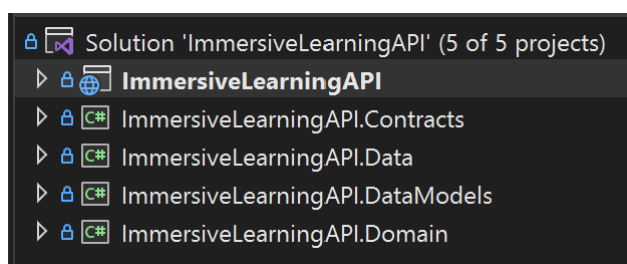 Solution 'ImmersiveLearningAPI' (5 of 5 projects)
ImmersiveLearningAPI
C# ImmersiveLearningAPI.Contracts
C# ImmersiveLearningAPI.Data
C# ImmersiveLearningAPI.DataModels
C# ImmersiveLearningAPI.Domain